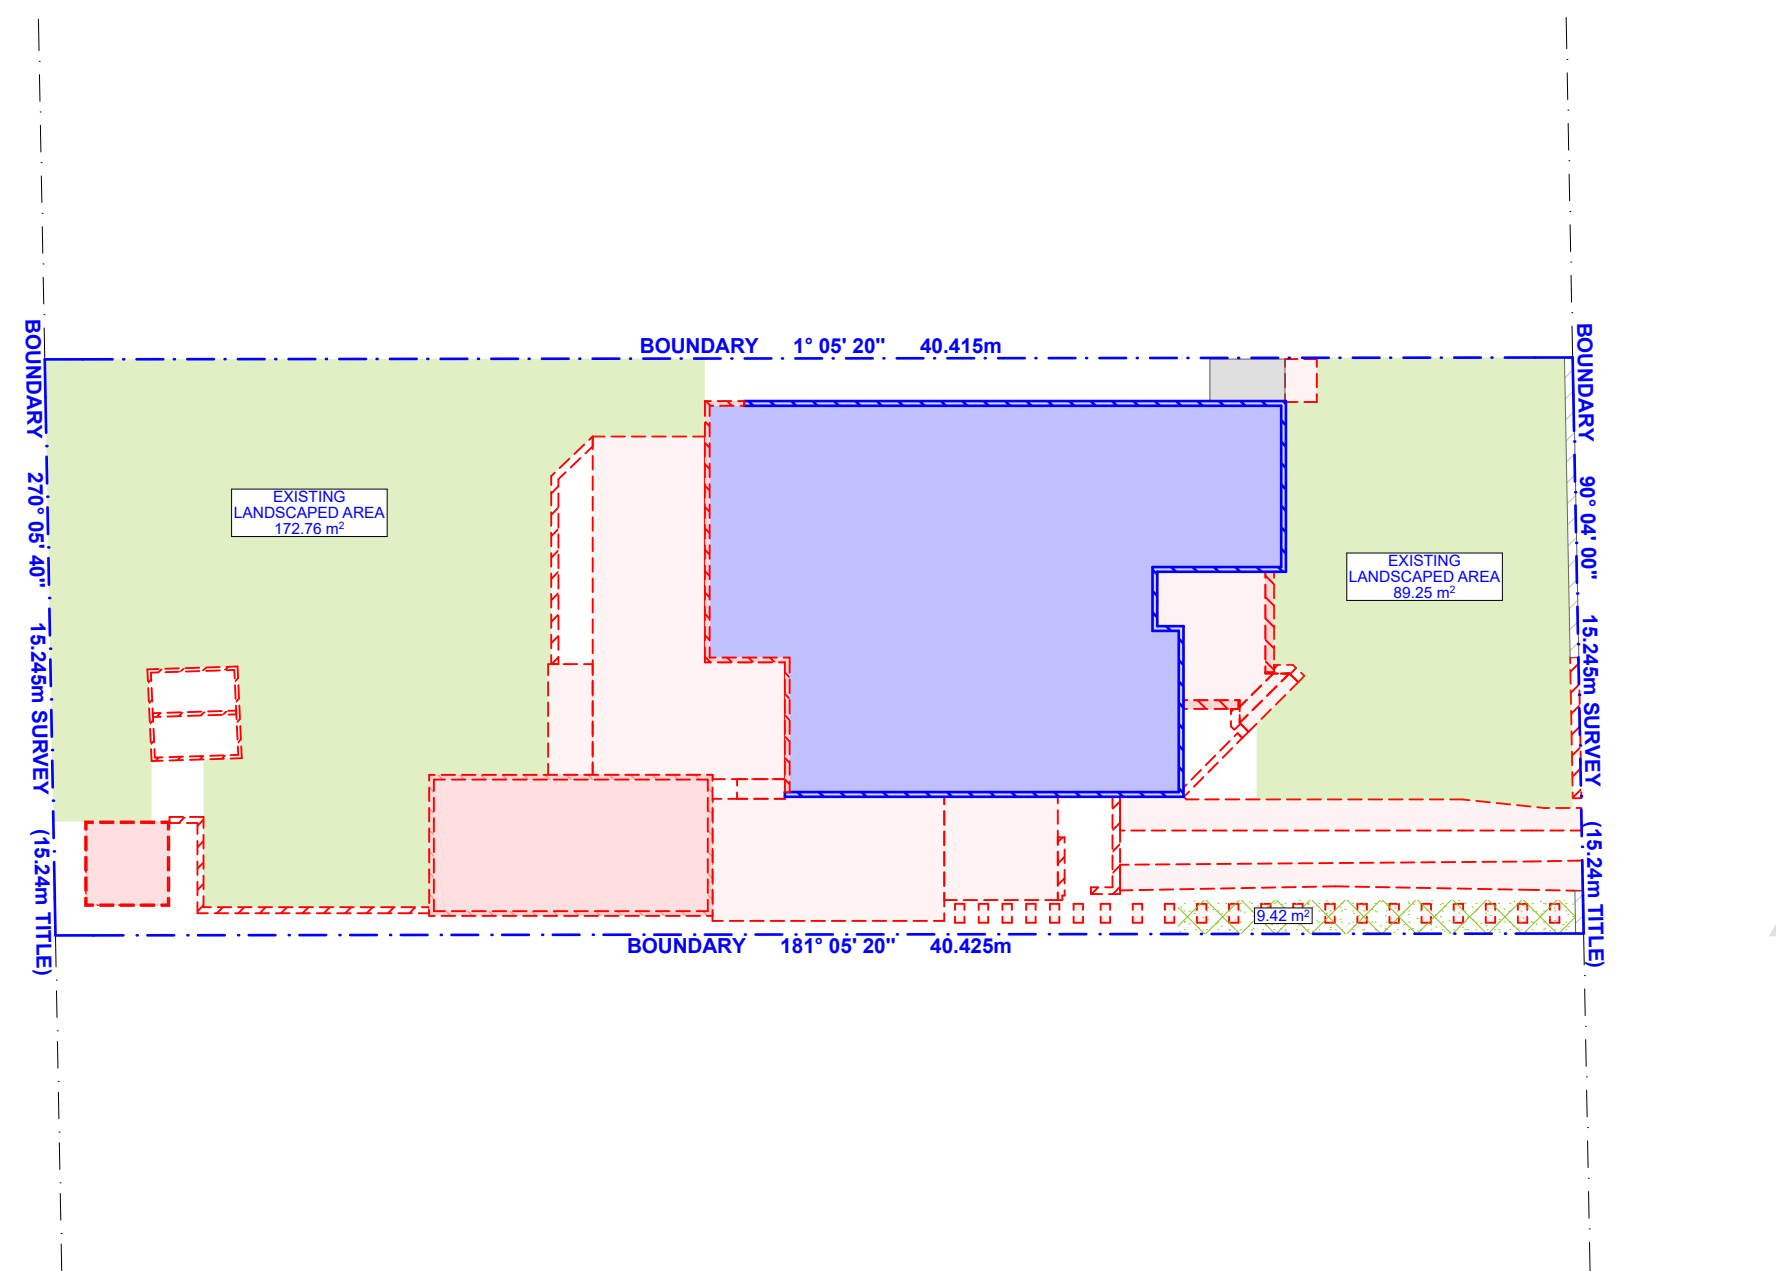 BOUNDARY 1° 05' 20" 40.415m
BOUNDARY 270° 05' 40" 15.245m SURVEY (15.24m TITLE)
EXISTING
LANDSCAPED AREA
172.76 m²
EXISTING
LANDSCAPED AREA
89.25 m²
BOUNDARY 90° 04' 00" 15.245m SURVEY (15.24m TITLE)
9.42 m²
BOUNDARY 181° 05' 20" 40.425m